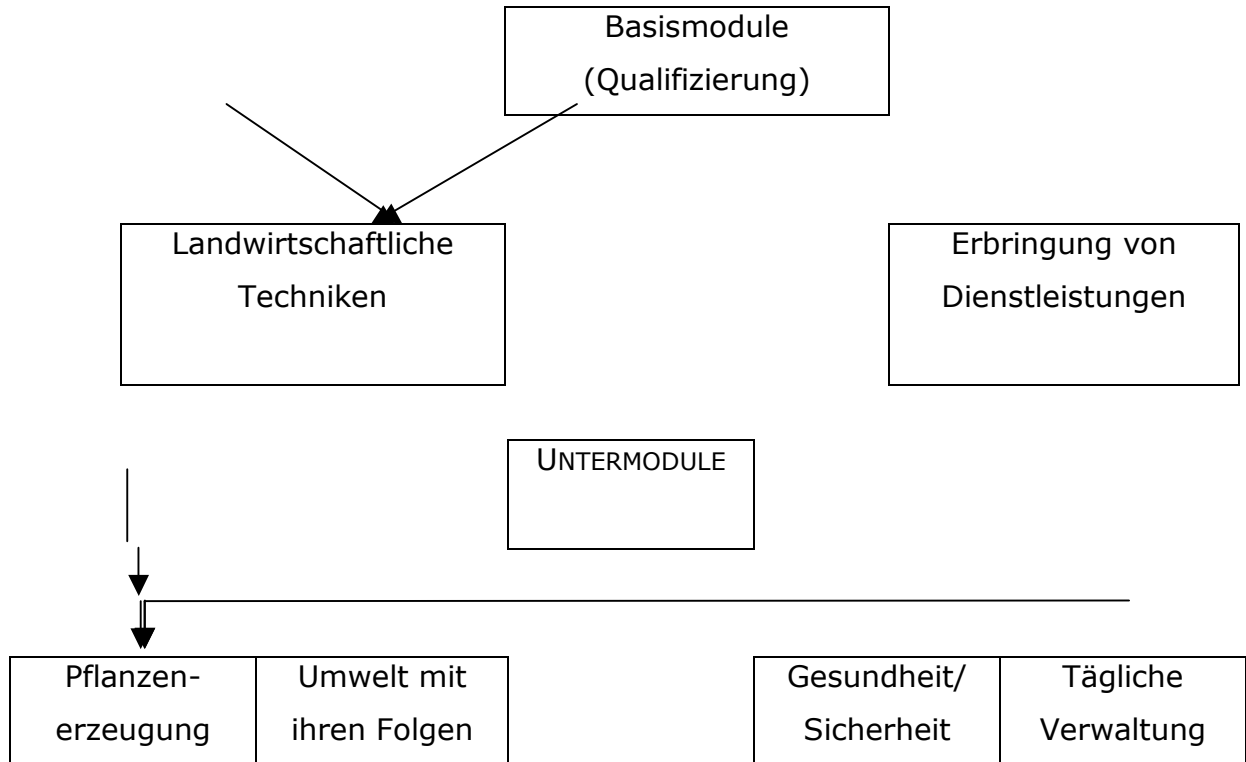 Basismodule
(Qualifizierung)
Landwirtschaftliche
Techniken
Erbringung von
Dienstleistungen
UNTERMODULE
Pflanzen-
erzeugung
Umwelt mit
ihren Folgen
Gesundheit/
Sicherheit
Tägliche
Verwaltung